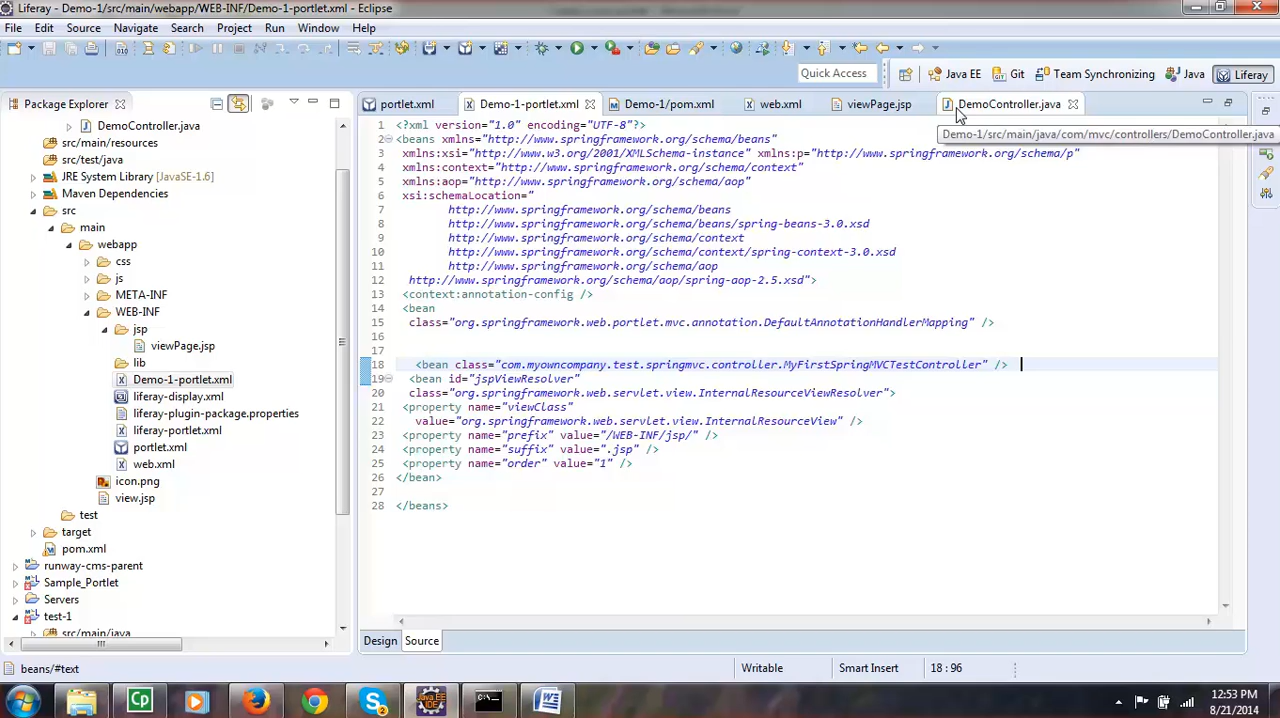 Liferay - Demo-1/src/main/webapp/WEB-INF/Demo-1-portlet.xml - Eclipse
File Edit Source Navigate Search Project Run Window Help
Quick Access Java EE Git Team Synchronizing Java Liferay
Package Explorer
portlet.xml Demo-1-portlet.xml Demo-1/pom.xml web.xml viewPage.jsp DemoController.java
Demo-1/src/main/java/com/mvc/controllers/DemoController.java
DemoController.java
src/main/resources
src/test/java
JRE System Library [JavaSE-1.6]
Maven Dependencies
src
main
webapp
css
js
META-INF
WEB-INF
jsp
viewPage.jsp
lib
Demo-1-portlet.xml
liferay-display.xml
liferay-plugin-package.properties
liferay-portlet.xml
portlet.xml
web.xml
icon.png
view.jsp
test
target
pom.xml
runway-cms-parent
Sample_Portlet
Servers
test-1
src/main/java
1 <?xml version="1.0" encoding="UTF-8"?>
2 <beans xmlns="http://www.springframework.org/schema/beans"
3 xmlns:xsi="http://www.w3.org/2001/XMLSchema-instance" xmlns:p="http://www.springframework.org/schema/p"
4 xmlns:context="http://www.springframework.org/schema/context"
5 xmlns:aop="http://www.springframework.org/schema/aop"
6 xsi:schemaLocation="
7 http://www.springframework.org/schema/beans
8 http://www.springframework.org/schema/beans/spring-beans-3.0.xsd
9 http://www.springframework.org/schema/context
10 http://www.springframework.org/schema/context/spring-context-3.0.xsd
11 http://www.springframework.org/schema/aop
12 http://www.springframework.org/schema/aop/spring-aop-2.5.xsd">
13 <context:annotation-config />
14 <bean
15 class="org.springframework.web.portlet.mvc.annotation.DefaultAnnotationHandlerMapping" />
16
17
18 <bean class="com.myowncompany.test.springmvc.controller.MyFirstSpringMVCTestController" />
19 <bean id="jspViewResolver"
20 class="org.springframework.web.servlet.view.InternalResourceViewResolver">
21 <property name="viewClass"
22 value="org.springframework.web.servlet.view.InternalResourceView" />
23 <property name="prefix" value="/WEB-INF/jsp/" />
24 <property name="suffix" value=".jsp" />
25 <property name="order" value="1" />
26 </bean>
27
28 </beans>
Design Source
beans/#text Writable Smart Insert 18 : 96
12:53 PM
8/21/2014